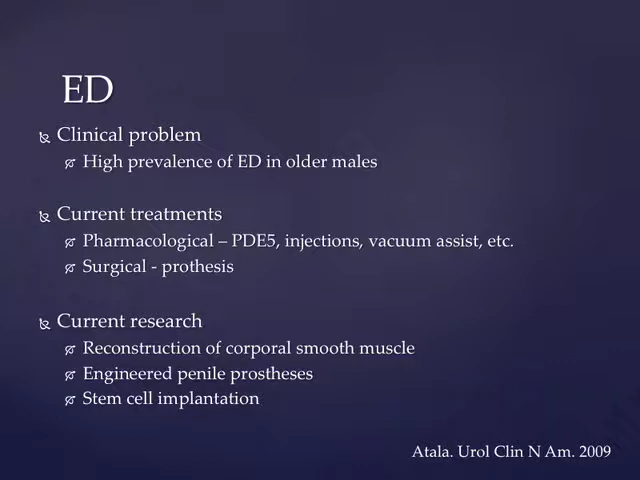 ED
Clinical problem
High prevalence of ED in older males
Current treatments
Pharmacological – PDE5, injections, vacuum assist, etc.
Surgical - prothesis
Current research
Reconstruction of corporal smooth muscle
Engineered penile prostheses
Stem cell implantation
Atala. Urol Clin N Am. 2009